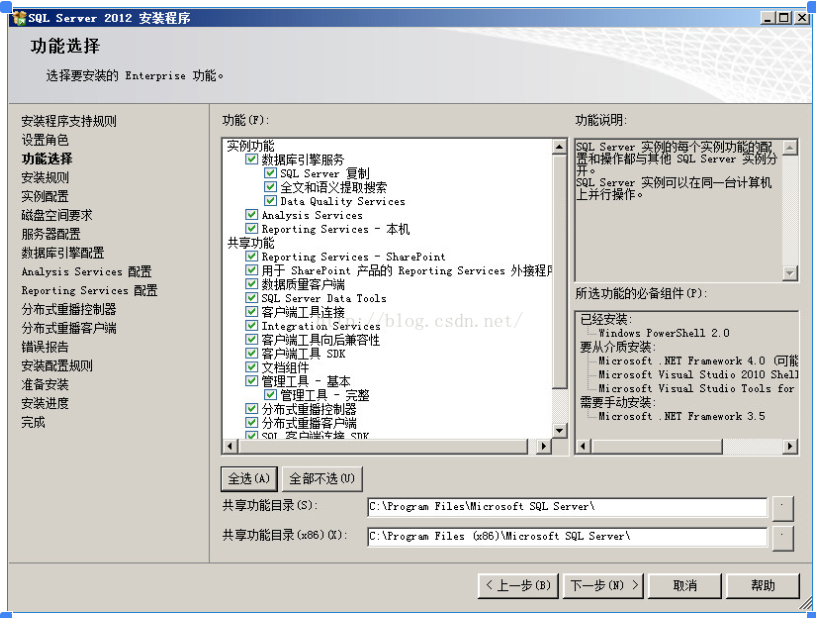 SQL Server 2012 安装程序
功能选择
选择要安装的 Enterprise 功能。
安装程序支持规则
设置角色
功能选择
安装规则
实例配置
磁盘空间要求
服务器配置
数据库引擎配置
Analysis Services 配置
Reporting Services 配置
分布式重播控制器
分布式重播客户端
错误报告
安装配置规则
准备安装
安装进度
完成
功能(F):
实例功能
数据库引擎服务
SQL Server 复制
全文和语义提取搜索
Data Quality Services
Analysis Services
Reporting Services - 本机
共享功能
Reporting Services - SharePoint
用于 SharePoint 产品的 Reporting Services 外接程序
数据质量客户端
SQL Server Data Tools
客户端工具连接
Integration Services
客户端工具向后兼容性
客户端工具 SDK
文档组件
管理工具 - 基本
管理工具 - 完整
分布式重播控制器
分布式重播客户端
SQL 客户端连接 SDK
://blog.csdn.net/
全选(A)
全部不选(U)
功能说明:
SQL Server 实例的每个实例功能的配
置和操作都与其他 SQL Server 实例分
开。
SQL Server 实例可以在同一台计算机
上并行操作。
所选功能的必备组件(P):
已经安装:
Windows PowerShell 2.0
要从介质安装:
Microsoft .NET Framework 4.0 (可能
Microsoft Visual Studio 2010 Shell
Microsoft Visual Studio Tools for
需要手动安装:
Microsoft .NET Framework 3.5
共享功能目录(S):
C:\Program Files\Microsoft SQL Server\
共享功能目录(x86)(X):
C:\Program Files (x86)\Microsoft SQL Server\
< 上一步(B)
下一步(N) >
取消
帮助